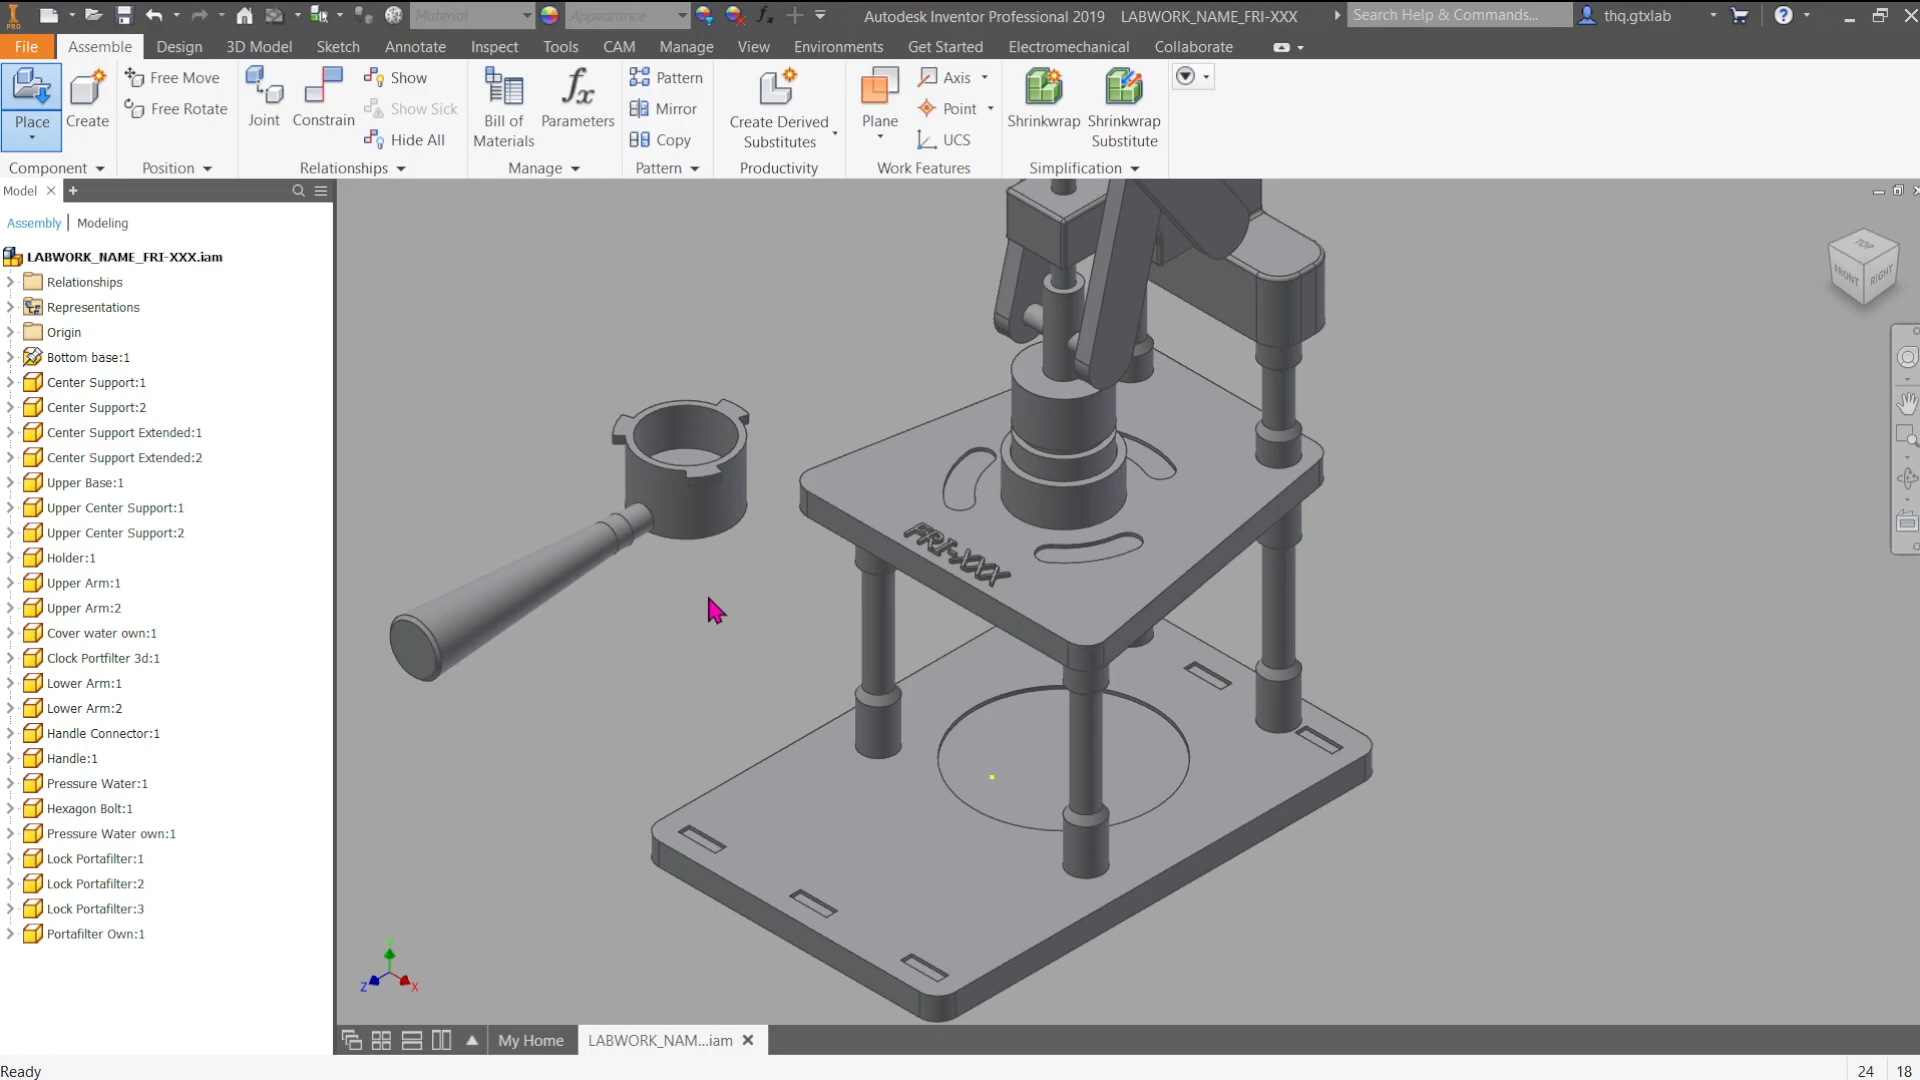 Material
Appearance
Autodesk Inventor Professional 2019 LABWORK_NAME_FRI-XXX
Search Help & Commands...
thq.gtxlab
PRO
File Assemble Design 3D Model Sketch Annotate Inspect Tools CAM Manage View Environments Get Started Electromechanical Collaborate
Place
Create
Free Move
Free Rotate
Joint
Constrain
Show
Show Sick
Hide All
Bill of
Materials
Parameters
Pattern
Mirror
Copy
Create Derived
Substitutes
Plane
Axis
Point
UCS
Shrinkwrap
Shrinkwrap
Substitute
Component Position Relationships Manage Pattern Productivity Work Features Simplification
Model
Assembly Modeling
LABWORK_NAME_FRI-XXX.iam
Relationships
Representations
Origin
Bottom base:1
Center Support:1
Center Support:2
Center Support Extended:1
Center Support Extended:2
Upper Base:1
Upper Center Support:1
Upper Center Support:2
Holder:1
Upper Arm:1
Upper Arm:2
Cover water own:1
Clock Portfilter 3d:1
Lower Arm:1
Lower Arm:2
Handle Connector:1
Handle:1
Pressure Water:1
Hexagon Bolt:1
Pressure Water own:1
Lock Portafilter:1
Lock Portafilter:2
Lock Portafilter:3
Portafilter Own:1
FRI-XXX
TOP
FRONT
RIGHT
Y
Z
X
My Home
LABWORK_NAM...iam
Ready
24 18